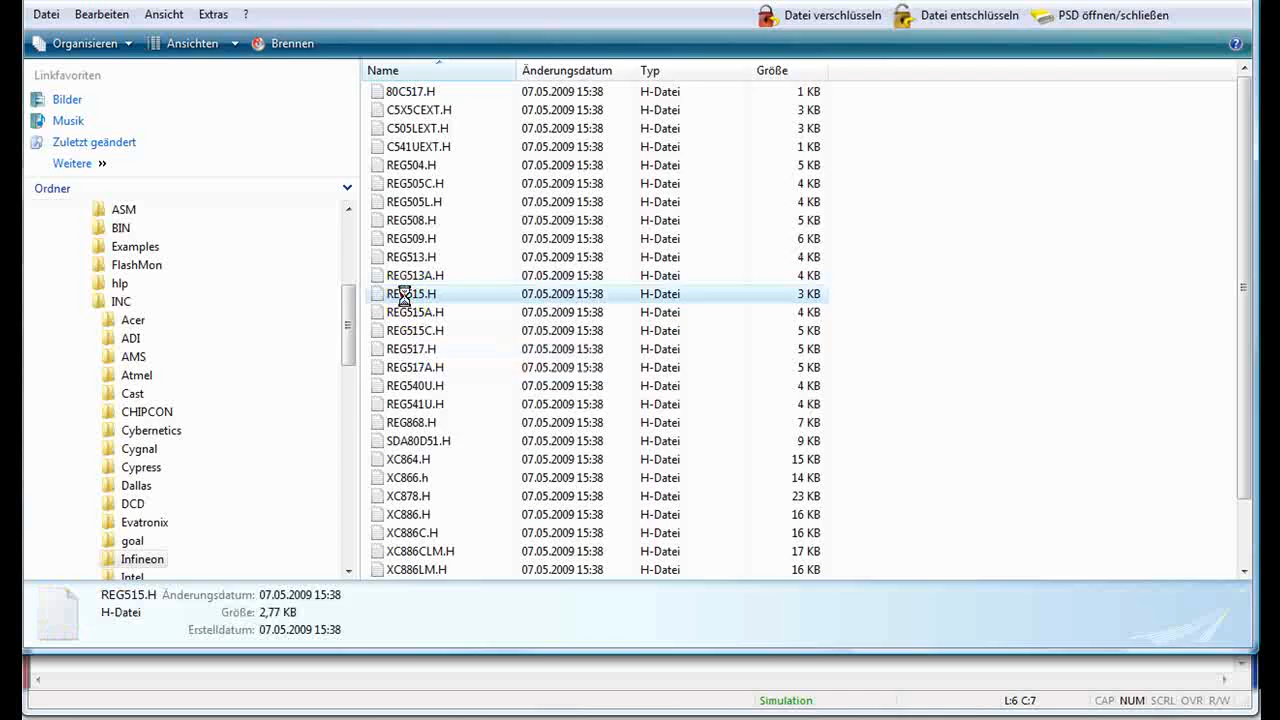 Datei Bearbeiten Ansicht Extras ? Datei verschlüsseln Datei entschlüsseln PSD öffnen/schließen
Organisieren Ansichten Brennen ?
Linkfavoriten
Bilder
Musik
Zuletzt geändert
Weitere »
Ordner
ASM
BIN
Examples
FlashMon
hlp
INC
Acer
ADI
AMS
Atmel
Cast
CHIPCON
Cybernetics
Cygnal
Cypress
Dallas
DCD
Evatronix
goal
Infineon
Intel
Name Änderungsdatum Typ Größe
80C517.H 07.05.2009 15:38 H-Datei 1 KB
C5X5CEXT.H 07.05.2009 15:38 H-Datei 3 KB
C505LEXT.H 07.05.2009 15:38 H-Datei 3 KB
C541UEXT.H 07.05.2009 15:38 H-Datei 1 KB
REG504.H 07.05.2009 15:38 H-Datei 5 KB
REG505C.H 07.05.2009 15:38 H-Datei 4 KB
REG505L.H 07.05.2009 15:38 H-Datei 4 KB
REG508.H 07.05.2009 15:38 H-Datei 5 KB
REG509.H 07.05.2009 15:38 H-Datei 6 KB
REG513.H 07.05.2009 15:38 H-Datei 4 KB
REG513A.H 07.05.2009 15:38 H-Datei 4 KB
REG515.H 07.05.2009 15:38 H-Datei 3 KB
REG515A.H 07.05.2009 15:38 H-Datei 4 KB
REG515C.H 07.05.2009 15:38 H-Datei 5 KB
REG517.H 07.05.2009 15:38 H-Datei 5 KB
REG517A.H 07.05.2009 15:38 H-Datei 5 KB
REG540U.H 07.05.2009 15:38 H-Datei 4 KB
REG541U.H 07.05.2009 15:38 H-Datei 4 KB
REG868.H 07.05.2009 15:38 H-Datei 7 KB
SDA80D51.H 07.05.2009 15:38 H-Datei 9 KB
XC864.H 07.05.2009 15:38 H-Datei 15 KB
XC866.h 07.05.2009 15:38 H-Datei 14 KB
XC878.H 07.05.2009 15:38 H-Datei 23 KB
XC886.H 07.05.2009 15:38 H-Datei 16 KB
XC886C.H 07.05.2009 15:38 H-Datei 16 KB
XC886CLM.H 07.05.2009 15:38 H-Datei 17 KB
XC886LM.H 07.05.2009 15:38 H-Datei 16 KB
REG515.H Änderungsdatum: 07.05.2009 15:38
H-Datei Größe: 2,77 KB
Erstelldatum: 07.05.2009 15:38
Simulation L:6 C:7 CAP NUM SCRL OVR R/W